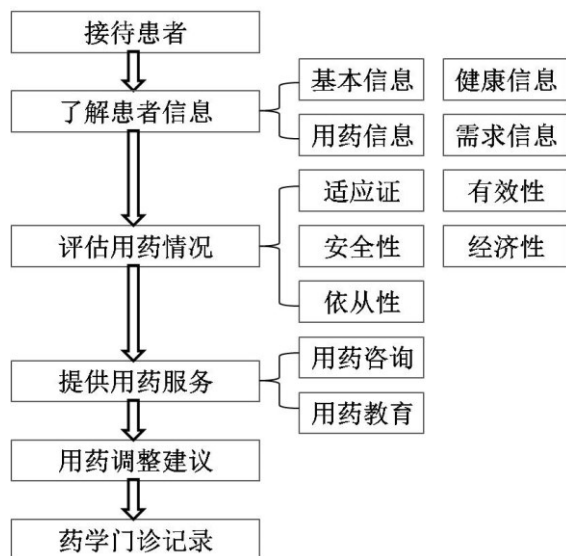 接待患者
了解患者信息
基本信息
健康信息
用药信息
需求信息
评估用药情况
适应证
有效性
安全性
经济性
依从性
提供用药服务
用药咨询
用药教育
用药调整建议
药学门诊记录